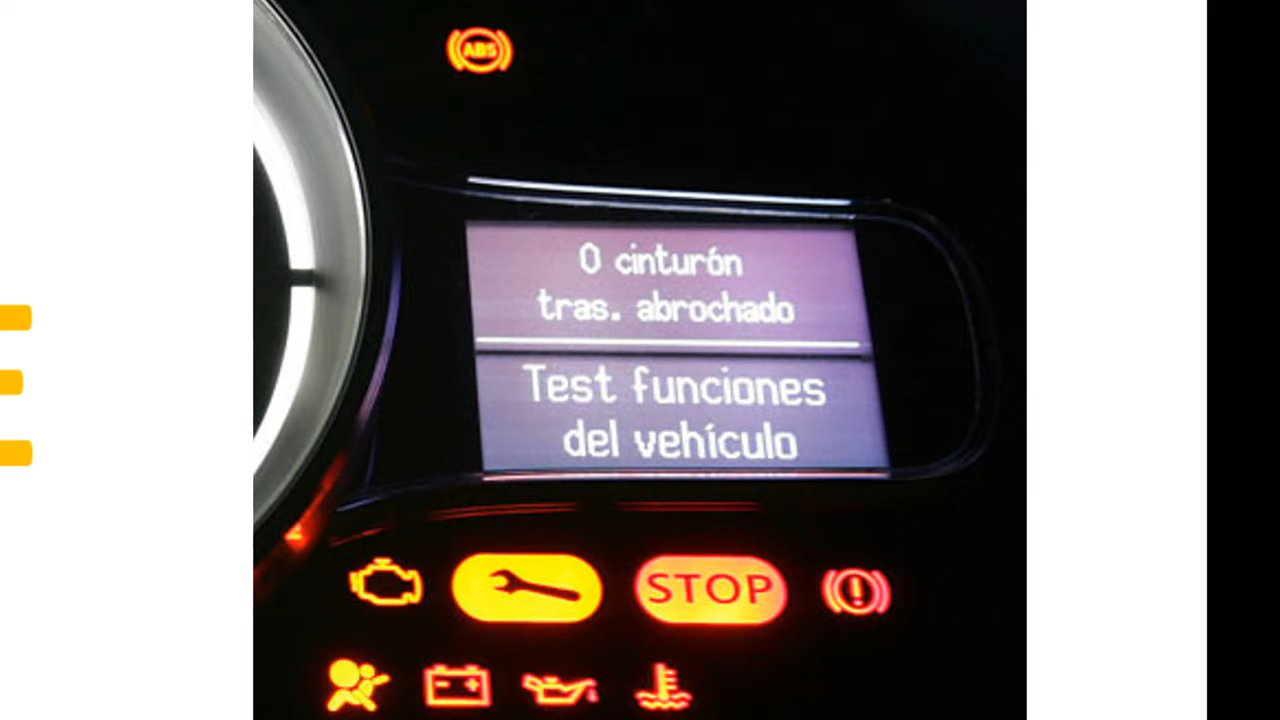 ABS
0 cinturón
tras. abrochado
Test funciones
del vehículo
STOP